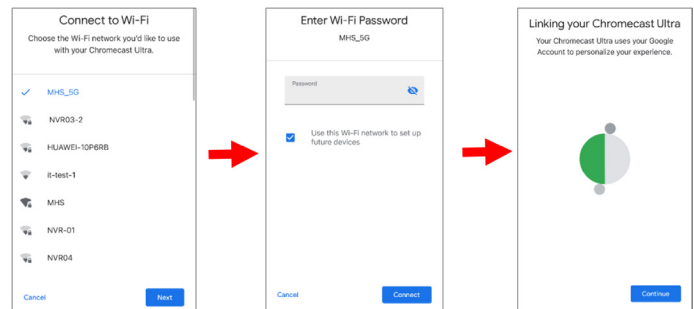 Connect to Wi-Fi
Choose the Wi-Fi network you'd like to use
with your Chromecast Ultra.
MHS_5G
NVR03-2
HUAWEI-10P6RB
it-test-1
MHS
NVR-01
NVR04
Cancel
Next
Enter Wi-Fi Password
MHS_5G
Password
Use this Wi-Fi network to set up
future devices
Cancel
Connect
Linking your Chromecast Ultra
Your Chromecast Ultra uses your Google
Account to personalize your experience.
Continue